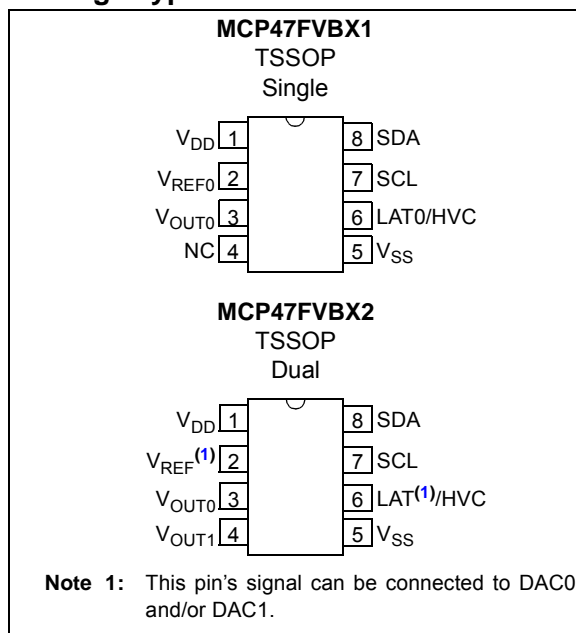 MCP47FVBX1
TSSOP
Single
VDD 1 8 SDA
VREF0 2 7 SCL
VOUT0 3 6 LAT0/HVC
NC 4 5 VSS
MCP47FVBX2
TSSOP
Dual
VDD 1 8 SDA
VREF(1) 2 7 SCL
VOUT0 3 6 LAT(1)/HVC
VOUT1 4 5 VSS
Note 1: This pin's signal can be connected to DAC0
and/or DAC1.